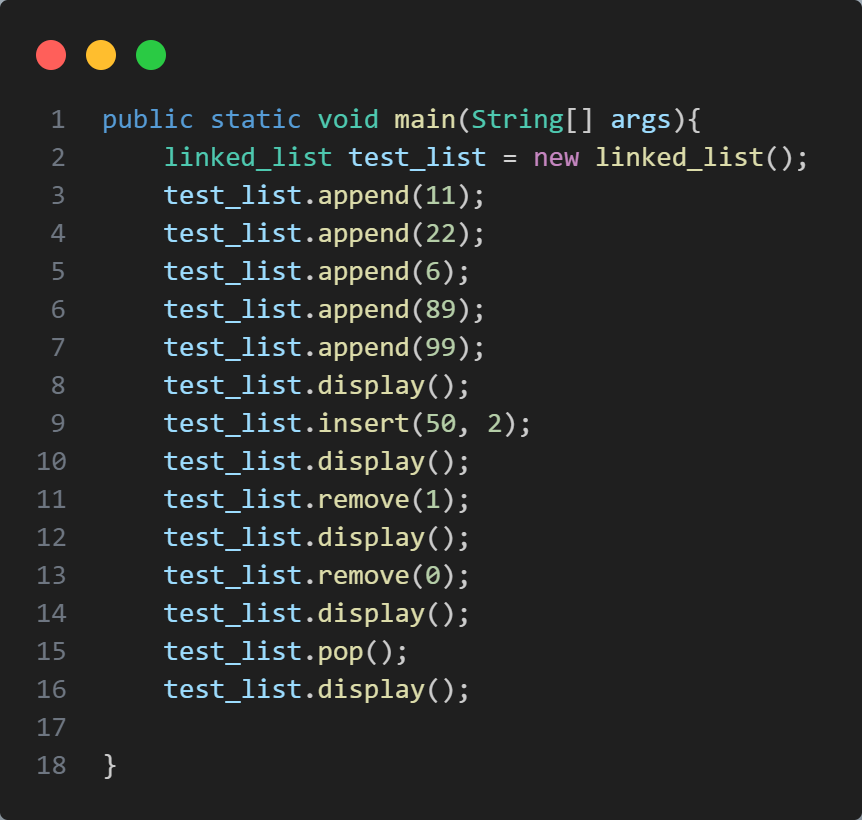 1 public static void main(String[] args){
2     linked_list test_list = new linked_list();
3     test_list.append(11);
4     test_list.append(22);
5     test_list.append(6);
6     test_list.append(89);
7     test_list.append(99);
8     test_list.display();
9     test_list.insert(50, 2);
10     test_list.display();
11     test_list.remove(1);
12     test_list.display();
13     test_list.remove(0);
14     test_list.display();
15     test_list.pop();
16     test_list.display();
17
18 }